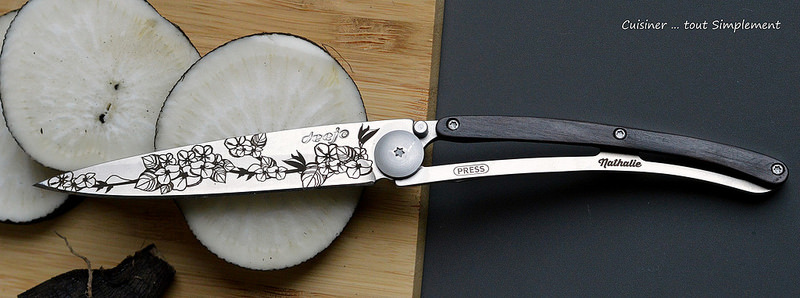 Cuisiner ... tout Simplement
deejo
PRESS
Nathalie